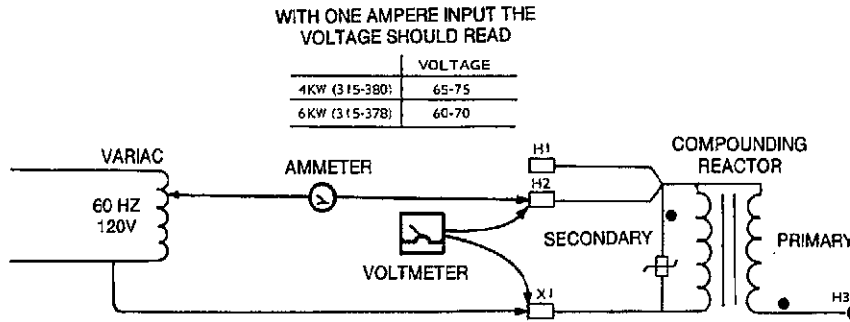 WITH ONE AMPERE INPUT THE
VOLTAGE SHOULD READ
VOLTAGE
4KW (315-380) 65-75
6KW (315-378) 60-70
VARIAC
AMMETER
H1
COMPOUNDING
REACTOR
H2
60 HZ
120V
SECONDARY
PRIMARY
VOLTMETER
X1
H3